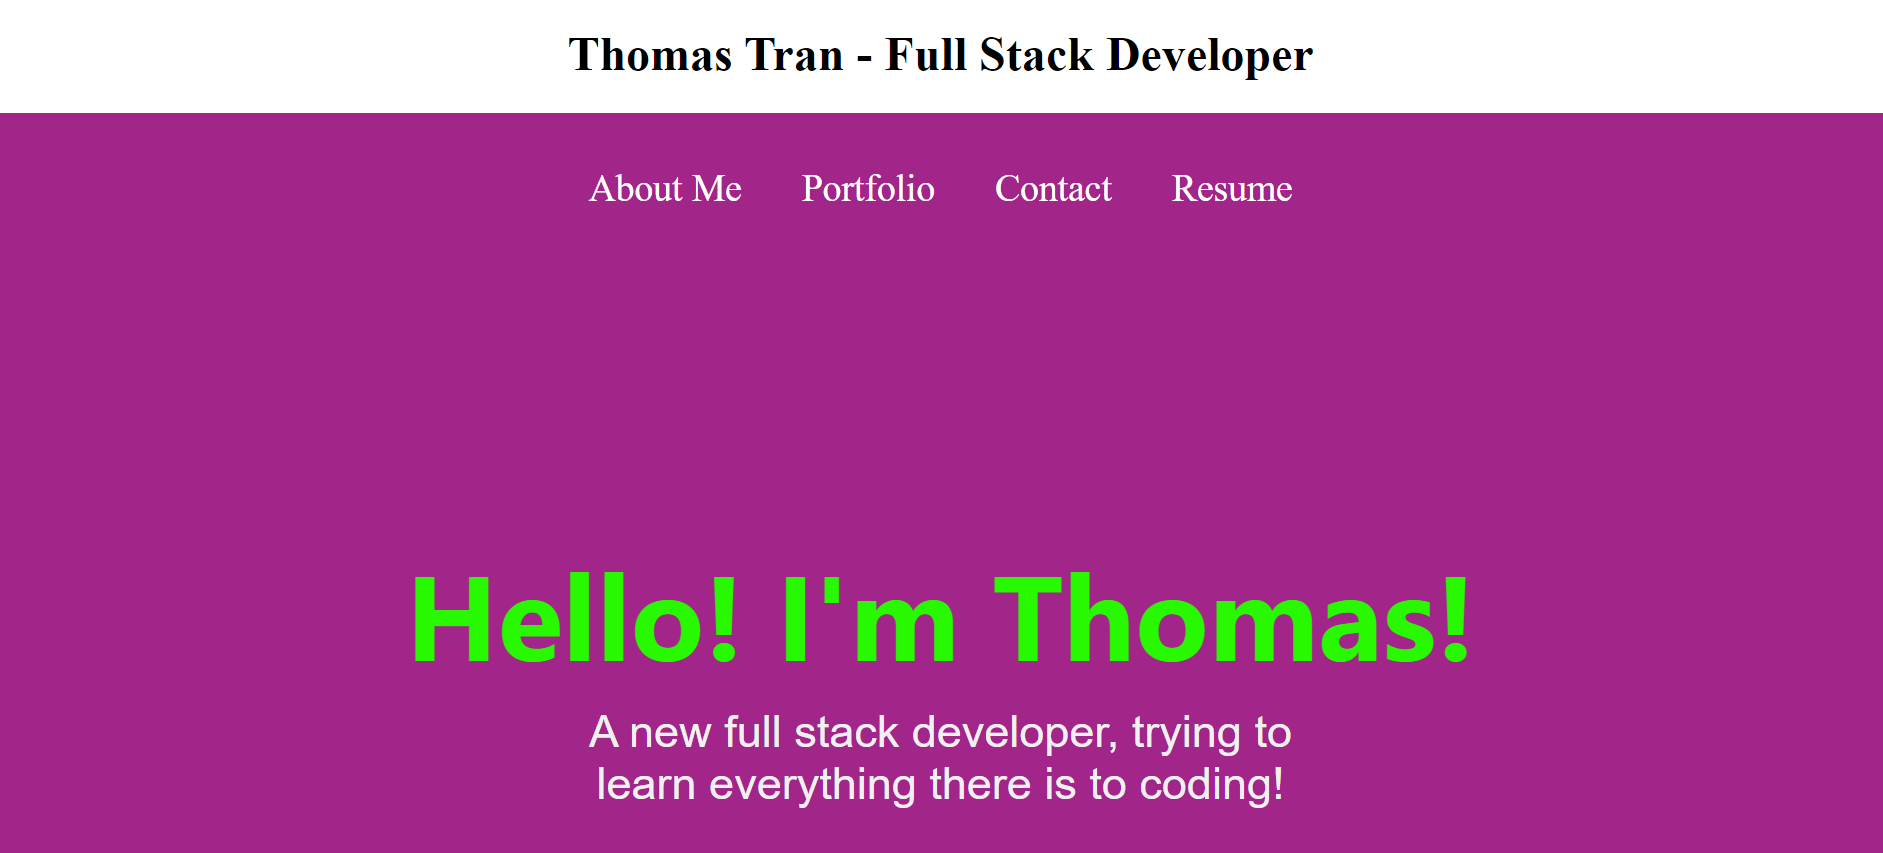 Thomas Tran - Full Stack Developer
About Me Portfolio Contact Resume
Hello! I'm Thomas!
A new full stack developer, trying to
learn everything there is to coding!